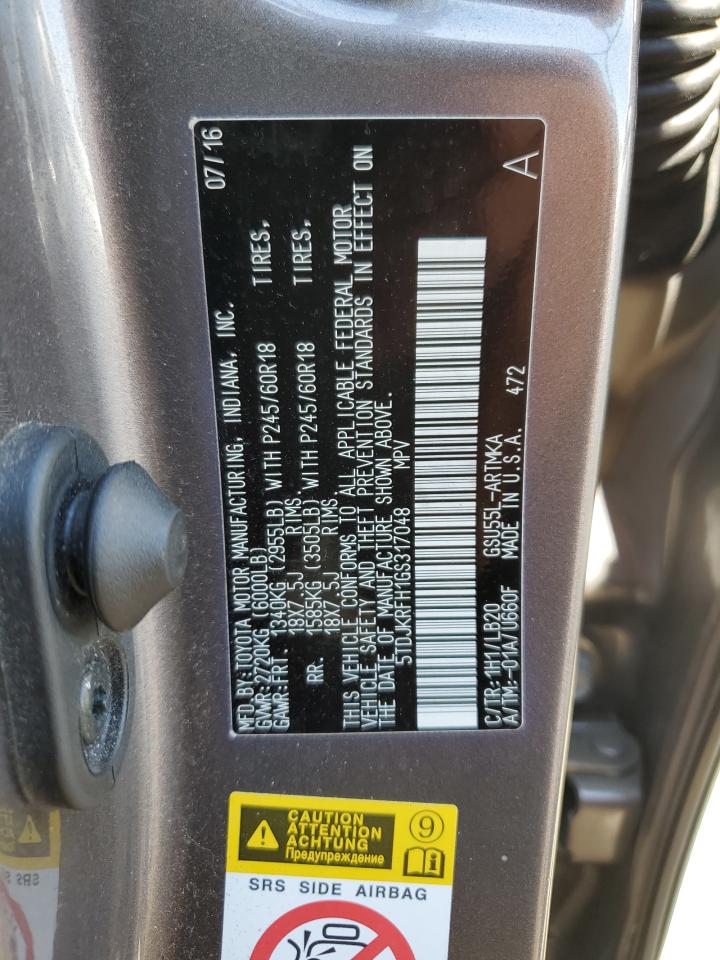 MFD. BY: TOYOTA MOTOR MANUFACTURING, INDIANA, INC. 07/16
GVWR: 2720KG (6000LB)
GAWR: FRT. 1340KG (2955LB) WITH P245/60R18 TIRES,
18X7.5J RIMS.
RR. 1585KG (3505LB) WITH P245/60R18 TIRES,
18X7.5J RIMS.
THIS VEHICLE CONFORMS TO ALL APPLICABLE FEDERAL MOTOR
VEHICLE SAFETY AND THEFT PREVENTION STANDARDS IN EFFECT ON
THE DATE OF MANUFACTURE SHOWN ABOVE.
5TDJKRFH1GS317048 MPV
C/TR: 1H1/LB20 GSU55L-ARTMKA
A/TM: -01A/U660F MADE IN U.S.A. 472 A
CAUTION
ATTENTION
ACHTUNG
Предупреждение
9
i
SRS SIDE AIRBAG